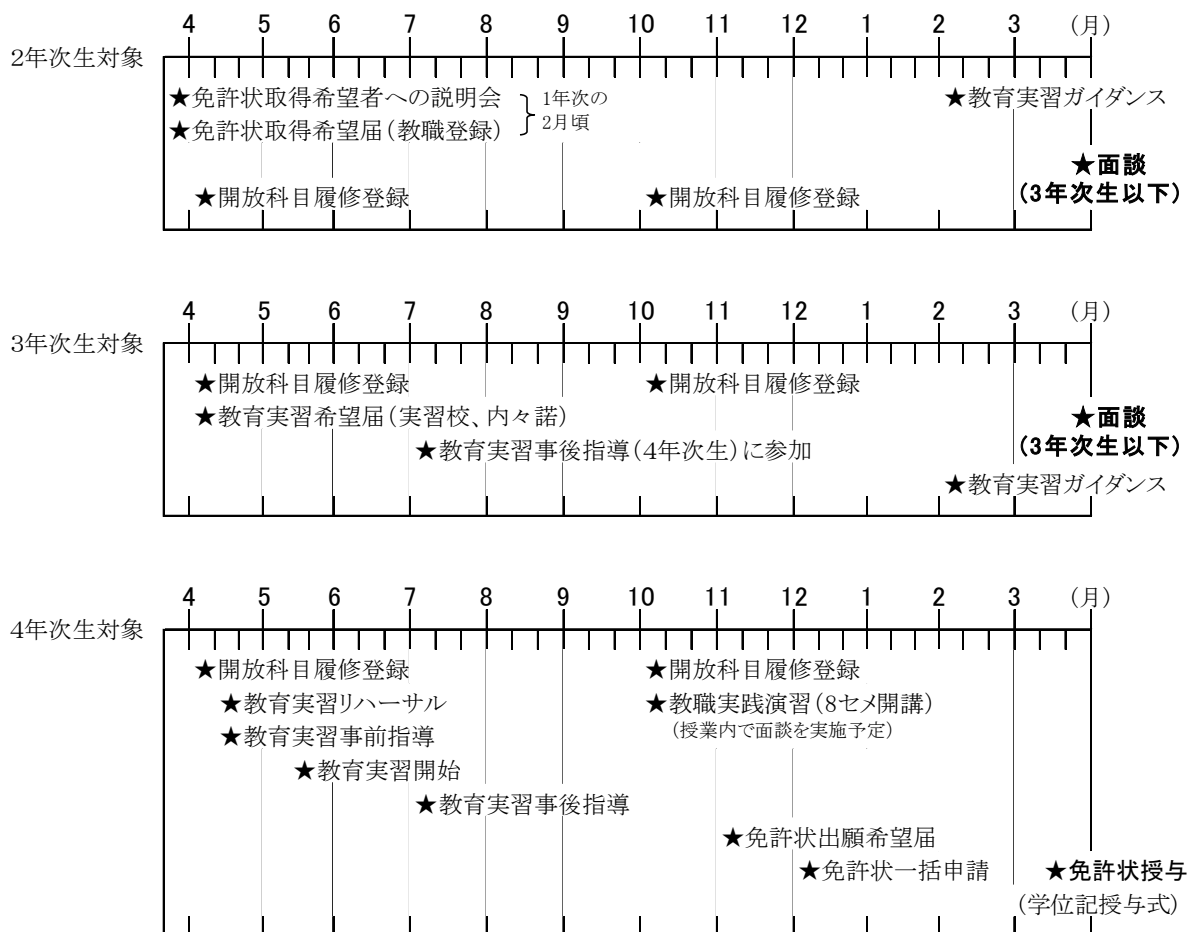 4 5 6 7 8 9 10 11 12 1 2 3 (月)
2年次生対象
★免許状取得希望者への説明会
★免許状取得希望届(教職登録)
1年次の
2月頃
★教育実習ガイダンス
★面談
(3年次生以下)
★開放科目履修登録 ★開放科目履修登録
4 5 6 7 8 9 10 11 12 1 2 3 (月)
3年次生対象
★開放科目履修登録 ★開放科目履修登録
★教育実習希望届(実習校、内々諾)
★面談
(3年次生以下)
★教育実習事後指導(4年次生)に参加
★教育実習ガイダンス
4 5 6 7 8 9 10 11 12 1 2 3 (月)
4年次生対象
★開放科目履修登録 ★開放科目履修登録
★教育実習リハーサル ★教職実践演習(8セメ開講)
(授業内で面談を実施予定)
★教育実習事前指導
★教育実習開始
★教育実習事後指導
★免許状出願希望届
★免許状一括申請 ★免許状授与
(学位記授与式)